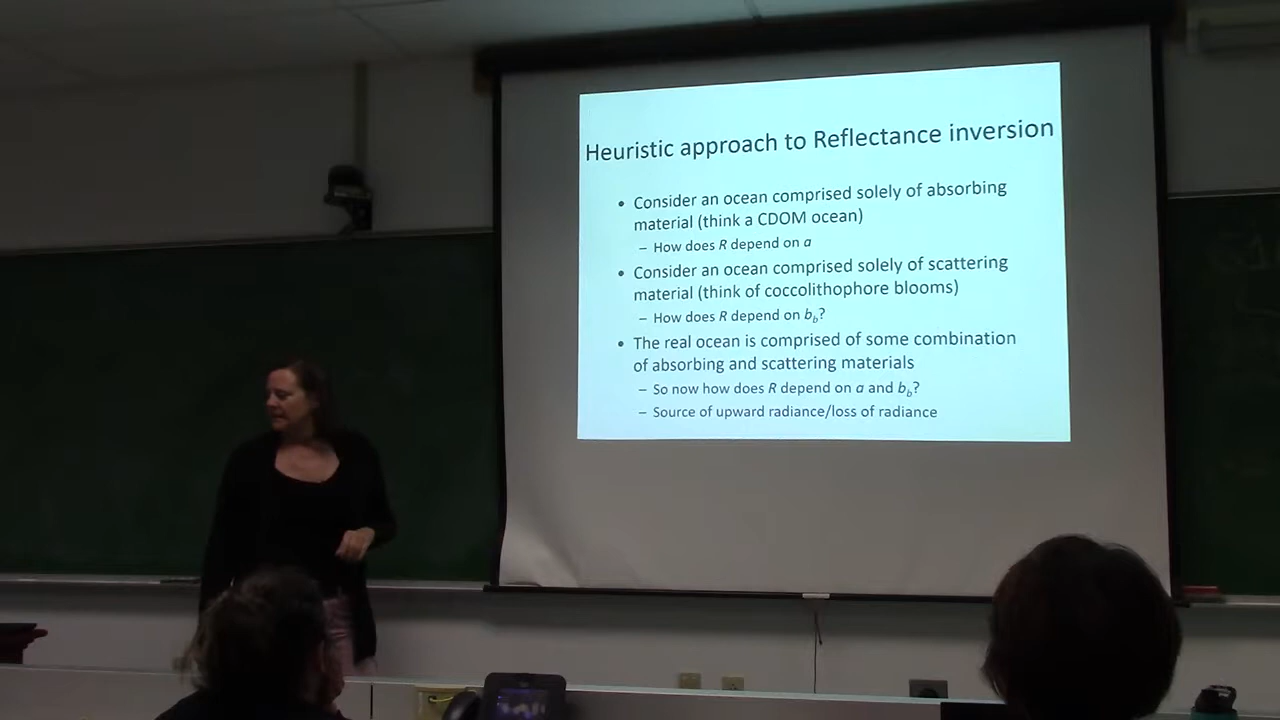 Heuristic approach to Reflectance inversion
• Consider an ocean comprised solely of absorbing
material (think a CDOM ocean)
– How does R depend on a
• Consider an ocean comprised solely of scattering
material (think of coccolithophore blooms)
– How does R depend on bb?
• The real ocean is comprised of some combination
of absorbing and scattering materials
– So now how does R depend on a and bb?
– Source of upward radiance/loss of radiance